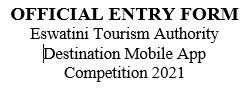 OFFICIAL ENTRY FORM
Eswatini Tourism Authority
Destination Mobile App
Competition 2021